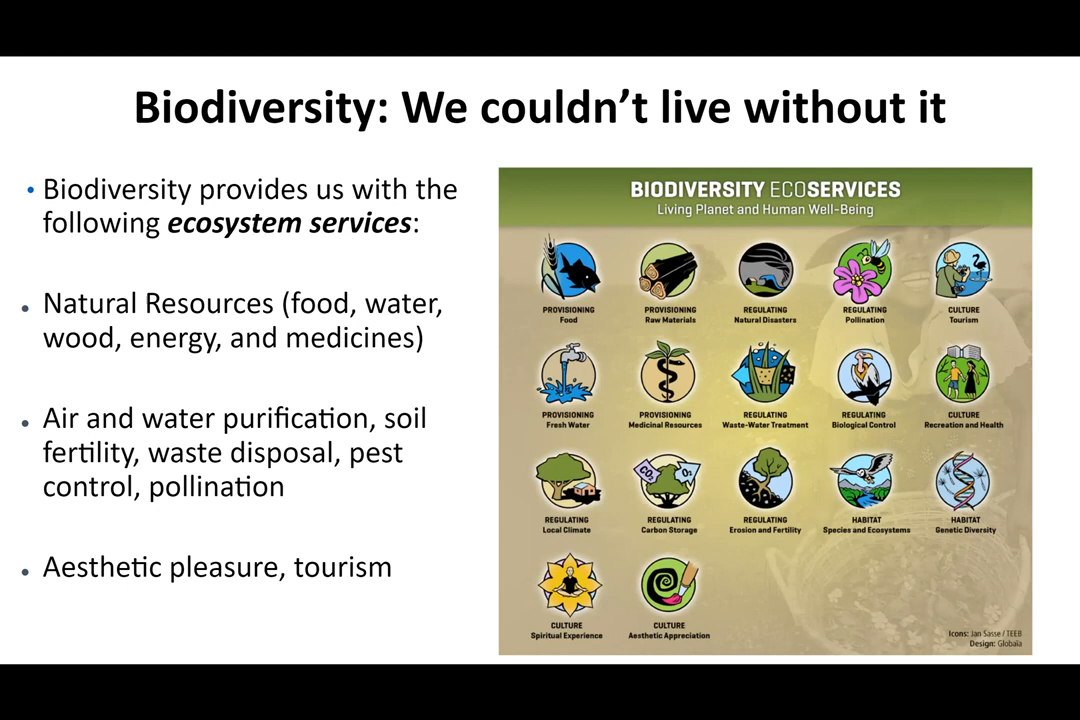 Biodiversity: We couldn’t live without it
• Biodiversity provides us with the
following ecosystem services:
• Natural Resources (food, water,
wood, energy, and medicines)
• Air and water purification, soil
fertility, waste disposal, pest
control, pollination
• Aesthetic pleasure, tourism
BIODIVERSITY ECOSERVICES
Living Planet and Human Well-Being
PROVISIONING
Food
PROVISIONING
Raw Materials
REGULATING
Natural Disasters
REGULATING
Pollination
CULTURE
Tourism
PROVISIONING
Fresh Water
PROVISIONING
Medicinal Resources
REGULATING
Waste-Water Treatment
REGULATING
Biological Control
CULTURE
Recreation and Health
REGULATING
Local Climate
CO₂
O₂
REGULATING
Carbon Storage
REGULATING
Erosion and Fertility
HABITAT
Species and Ecosystems
HABITAT
Genetic Diversity
CULTURE
Spiritual Experience
CULTURE
Aesthetic Appreciation
Icons: Jan Sasse / TEEB
Design: Globaïa